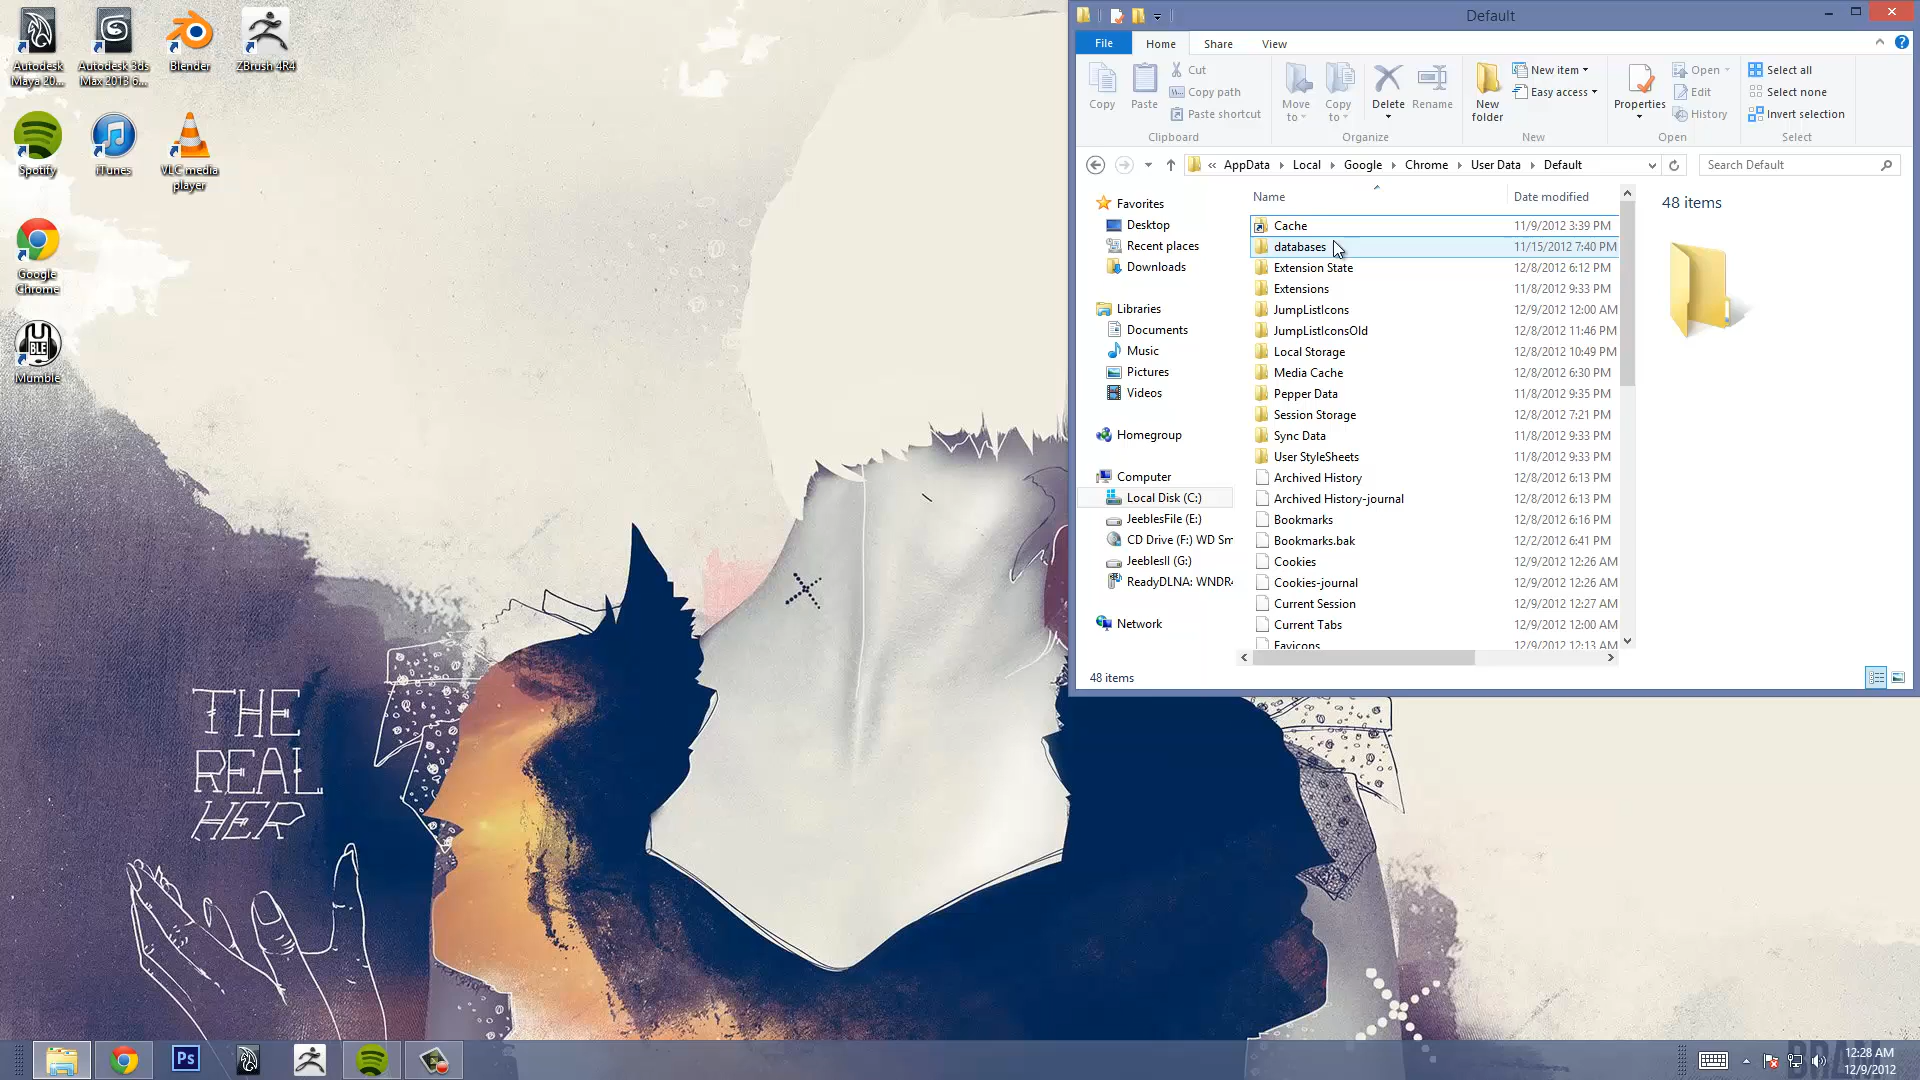 Autodesk Maya 20...
Autodesk 3ds Max 2013 6...
Blender
ZBrush 4R4
Spotify
iTunes
VLC media player
Google Chrome
Mumble
BLE
THE
REAL
HER
Default
File
Home
Share
View
Copy
Paste
Cut
Copy path
Paste shortcut
Clipboard
Move to
Copy to
Delete
Rename
Organize
New folder
New item
Easy access
New
Properties
Open
Edit
History
Open
Select all
Select none
Invert selection
Select
« AppData Local Google Chrome User Data Default
Search Default
Favorites
Desktop
Recent places
Downloads
Libraries
Documents
Music
Pictures
Videos
Homegroup
Computer
Local Disk (C:)
JeeblesFile (E:)
CD Drive (F:) WD Sm
JeeblesII (G:)
ReadyDLNA: WNDR4
Network
Name Date modified
Cache 11/9/2012 3:39 PM
databases 11/15/2012 7:40 PM
Extension State 12/8/2012 6:12 PM
Extensions 11/8/2012 9:33 PM
JumpListIcons 12/9/2012 12:00 AM
JumpListIconsOld 12/8/2012 11:46 PM
Local Storage 12/8/2012 10:49 PM
Media Cache 12/8/2012 6:30 PM
Pepper Data 11/8/2012 9:35 PM
Session Storage 12/8/2012 7:21 PM
Sync Data 11/8/2012 9:33 PM
User StyleSheets 11/8/2012 9:33 PM
Archived History 12/8/2012 6:13 PM
Archived History-journal 12/8/2012 6:13 PM
Bookmarks 12/8/2012 6:16 PM
Bookmarks.bak 12/2/2012 6:41 PM
Cookies 12/9/2012 12:26 AM
Cookies-journal 12/9/2012 12:26 AM
Current Session 12/9/2012 12:27 AM
Current Tabs 12/9/2012 12:00 AM
Favicons 12/9/2012 12:13 AM
48 items
48 items
Ps
12:28 AM
12/9/2012